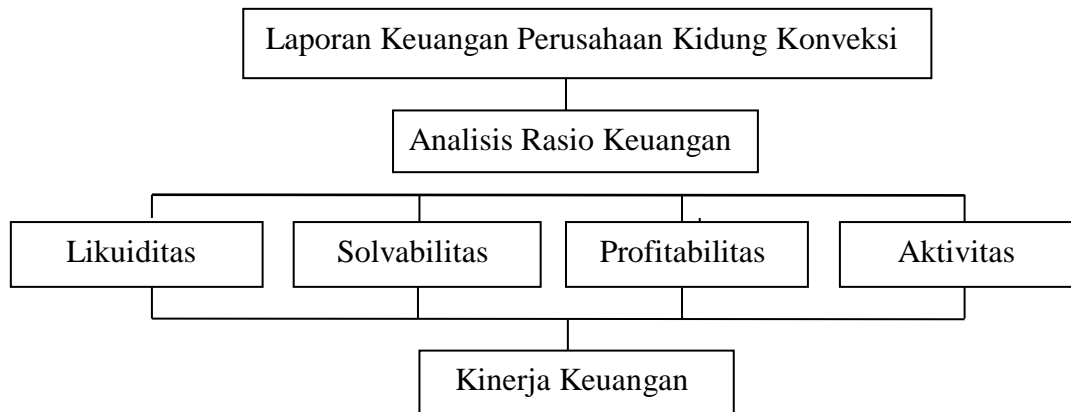 Laporan Keuangan Perusahaan Kidung Konveksi
Analisis Rasio Keuangan
Likuiditas
Solvabilitas
Profitabilitas
Aktivitas
Kinerja Keuangan